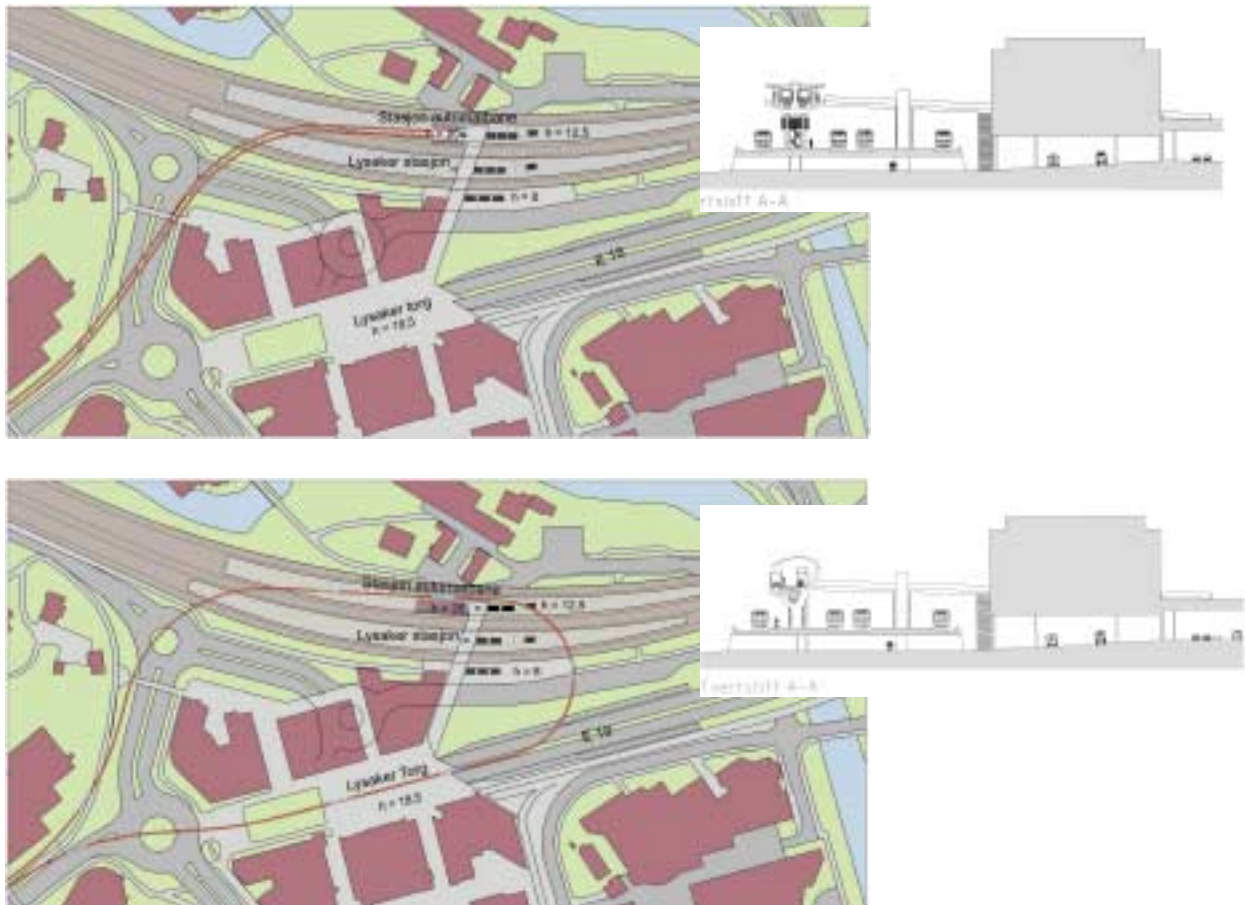 Stasjon automatbane
h = 12,5
Lysaker stasjon
h = 8
E 18
Lysaker torg
h = 18,5
A-A
Stasjon automatbane
h = 12,5
Lysaker stasjon
h = 8
E 18
Lysaker Torg
h = 18,5
Tverrsnitt A-A